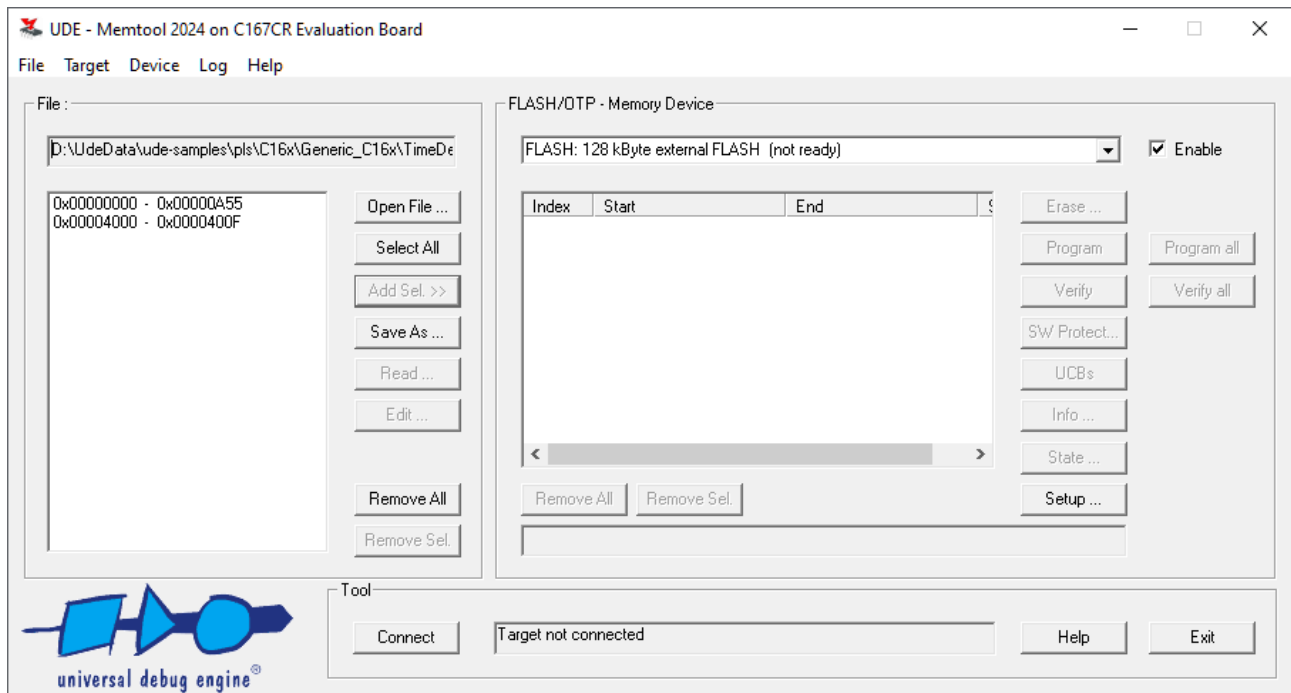 UDE - Memtool 2024 on C167CR Evaluation Board
File Target Device Log Help
File :
D:\UdeData\ude-samples\pls\C16x\Generic_C16x\TimeDe
0x00000000 - 0x00000A55
0x00004000 - 0x0000400F
Open File ...
Select All
Add Sel. >>
Save As ...
Read ...
Edit ...
Remove All
Remove Sel.
FLASH/OTP - Memory Device
FLASH: 128 kByte external FLASH (not ready)
Enable
Index Start End
Erase ...
Program Program all
Verify Verify all
SW Protect...
UCBs
Info ...
State ...
Remove All Remove Sel. Setup ...
universal debug engine®
Tool
Connect Target not connected Help Exit